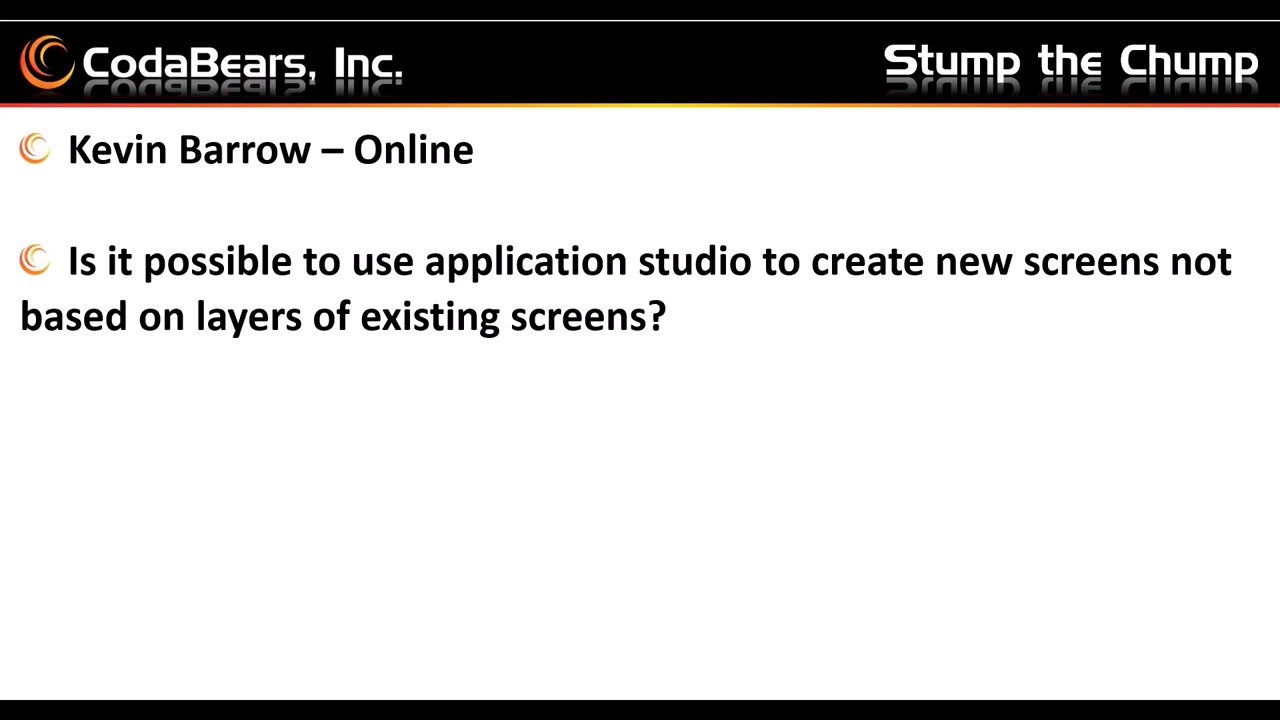 CodaBears, Inc.
Stump the Chump
Kevin Barrow – Online
Is it possible to use application studio to create new screens not
based on layers of existing screens?